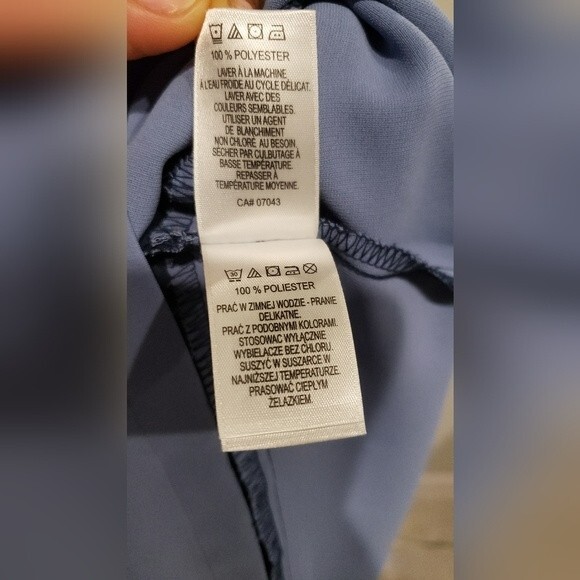 100 % POLYESTER
LAVER À LA MACHINE,
À L'EAU FROIDE AU CYCLE DÉLICAT.
LAVER AVEC DES
COULEURS SEMBLABLES.
UTILISER UN AGENT
DE BLANCHIMENT
NON CHLORÉ, AU BESOIN.
SÉCHER PAR CULBUTAGE À
BASSE TEMPÉRATURE.
REPASSER À
TEMPÉRATURE MOYENNE.
CA# 07043
30
100 % POLIESTER
PRAĆ W ZIMNEJ WODZIE - PRANIE
DELIKATNE.
PRAĆ Z PODOBNYMI KOLORAMI.
STOSOWAC WYŁĄCZNIE
WYBIELACZE BEZ CHLORU.
SUSZYĆ W SUSZARCE W
NAJNIŻSZEJ TEMPERATURZE.
PRASOWAĆ CIEPŁYM
ŻELAZKIEM.